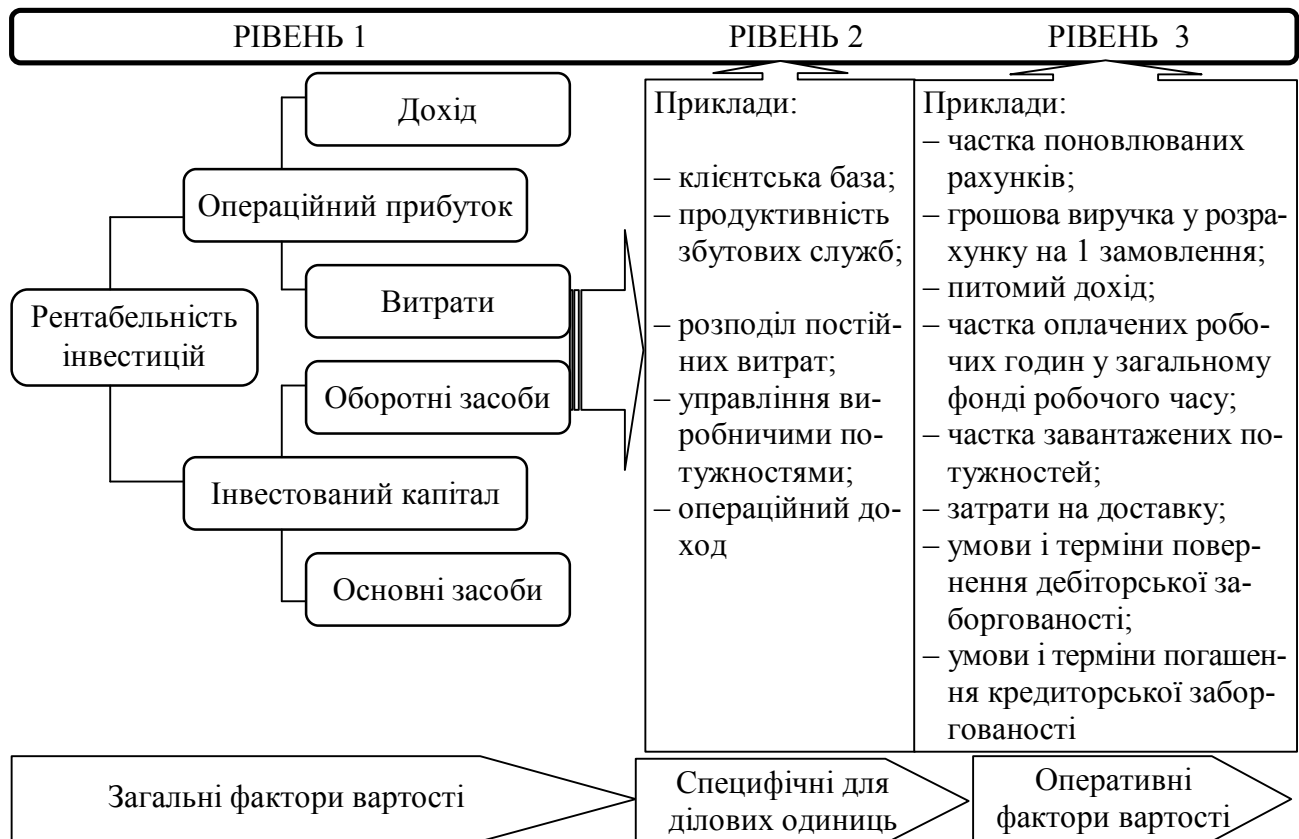 РІВЕНЬ 1
РІВЕНЬ 2
РІВЕНЬ 3
Дохід
Операційний прибуток
Витрати
Рентабельність
інвестицій
Оборотні засоби
Інвестований капітал
Основні засоби
Приклади:
– клієнтська база;
– продуктивність
збутових служб;
– розподіл постій-
них витрат;
– управління ви-
робничими по-
тужностями;
– операційний до-
ход
Приклади:
– частка поновлюваних
рахунків;
– грошова виручка у розра-
хунку на 1 замовлення;
– питомий дохід;
– частка оплачених робо-
чих годин у загальному
фонді робочого часу;
– частка завантажених по-
тужностей;
– затрати на доставку;
– умови і терміни повер-
нення дебіторської за-
боргованості;
– умови і терміни погашен-
ня кредиторської забор-
гованості
Загальні фактори вартості
Специфічні для
ділових одиниць
Оперативні
фактори вартості